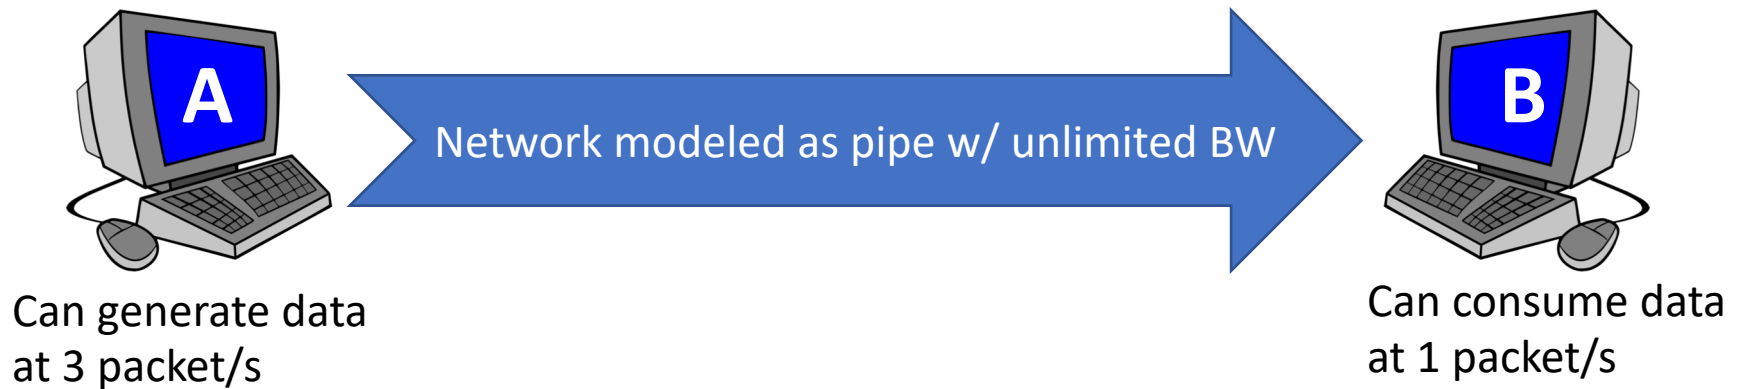 A
Network modeled as pipe w/ unlimited BW
B
Can generate data
at 3 packet/s
Can consume data
at 1 packet/s